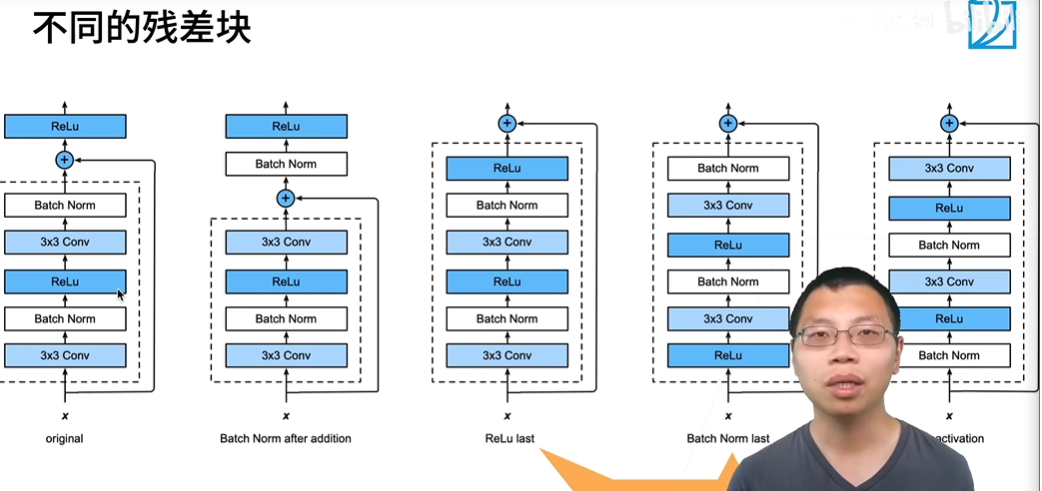 不同的残差块
ReLu
Batch Norm
3x3 Conv
ReLu
Batch Norm
3x3 Conv
x
original
ReLu
Batch Norm
3x3 Conv
ReLu
Batch Norm
3x3 Conv
x
Batch Norm after addition
ReLu
Batch Norm
3x3 Conv
ReLu
Batch Norm
3x3 Conv
x
ReLu last
Batch Norm
3x3 Conv
ReLu
Batch Norm
3x3 Conv
ReLu
x
Batch Norm last
3x3 Conv
ReLu
Batch Norm
3x3 Conv
ReLu
Batch Norm
x
activation